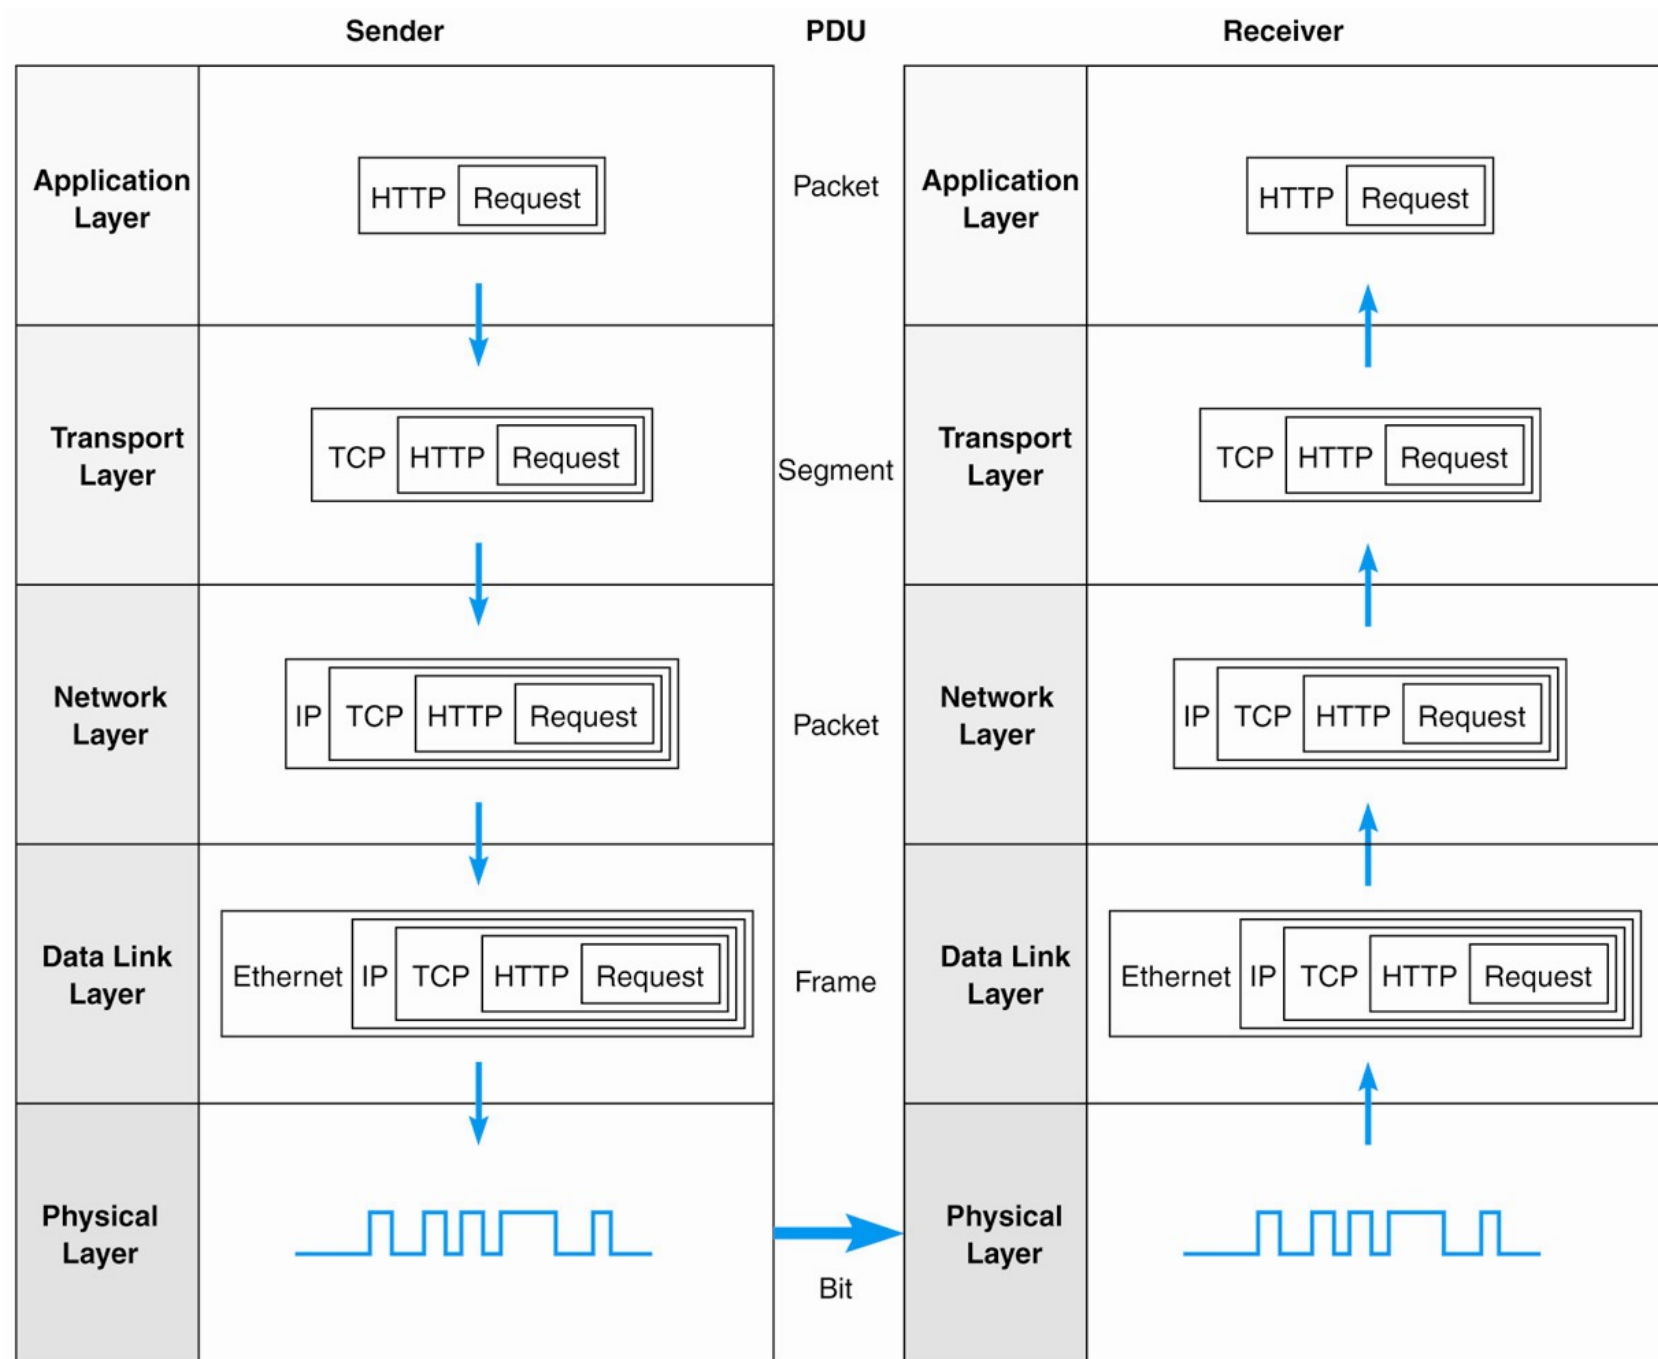 Sender PDU Receiver
Application
Layer
HTTP Request
Packet
Application
Layer
HTTP Request
Transport
Layer
TCP HTTP Request
Segment
Transport
Layer
TCP HTTP Request
Network
Layer
IP TCP HTTP Request
Packet
Network
Layer
IP TCP HTTP Request
Data Link
Layer
Ethernet IP TCP HTTP Request
Frame
Data Link
Layer
Ethernet IP TCP HTTP Request
Physical
Layer
Bit
Physical
Layer